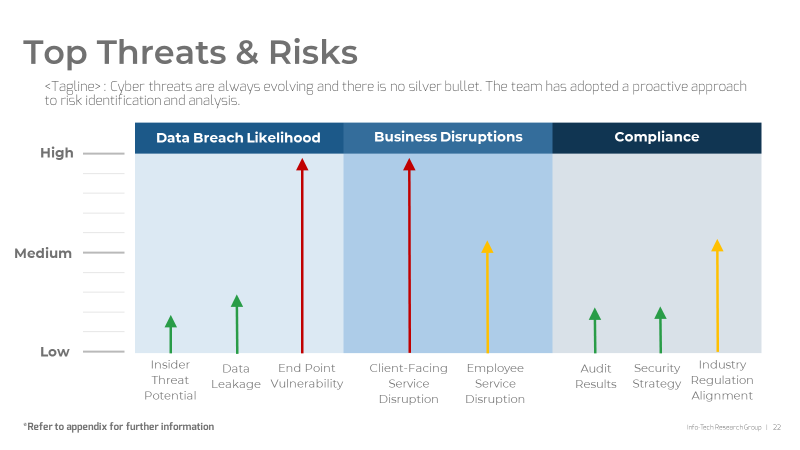 Top Threats & Risks
<Tagline> : Cyber threats are always evolving and there is no silver bullet. The team has adopted a proactive approach
to risk identification and analysis.
Data Breach Likelihood
Business Disruptions
Compliance
High
Medium
Low
Insider
Threat
Potential
Data
Leakage
End Point
Vulnerability
Client-Facing
Service
Disruption
Employee
Service
Disruption
Audit
Results
Security
Strategy
Industry
Regulation
Alignment
*Refer to appendix for further information
Info-Tech Research Group | 22